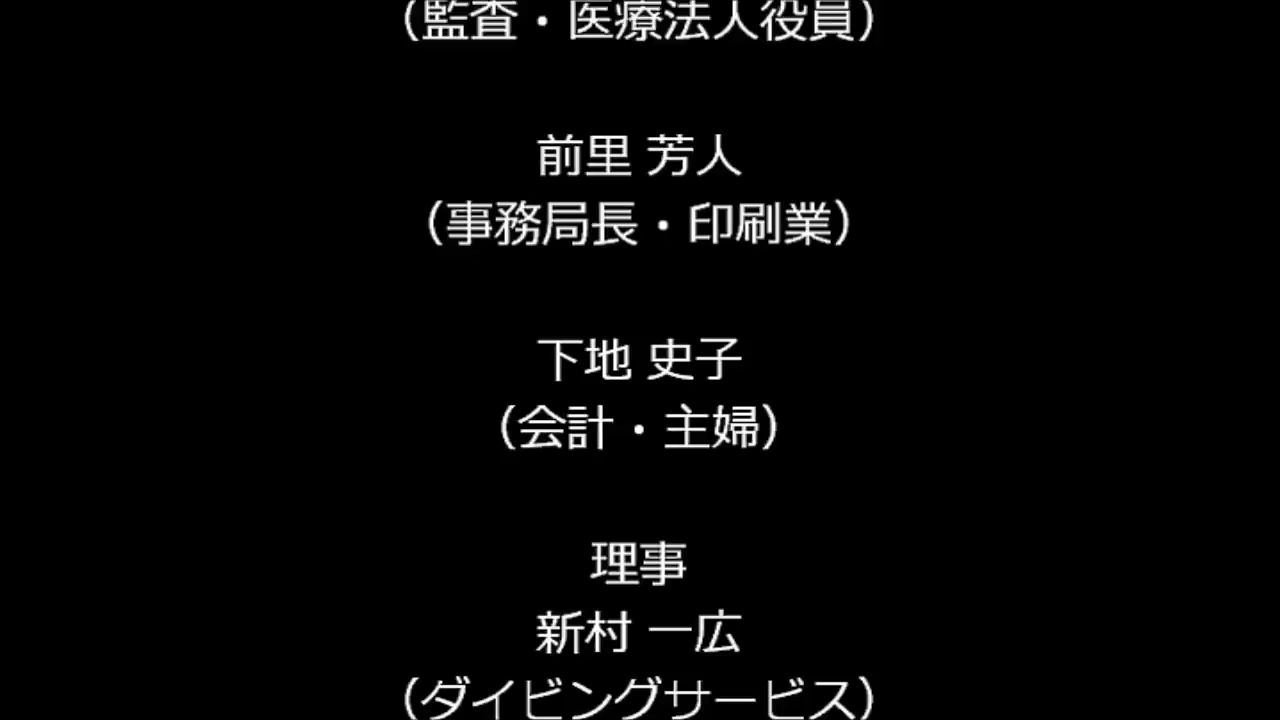 （監査・医療法人役員）
前里 芳人
（事務局長・印刷業）
下地 史子
（会計・主婦）
理事
新村 一広
（ダイビングサービス）